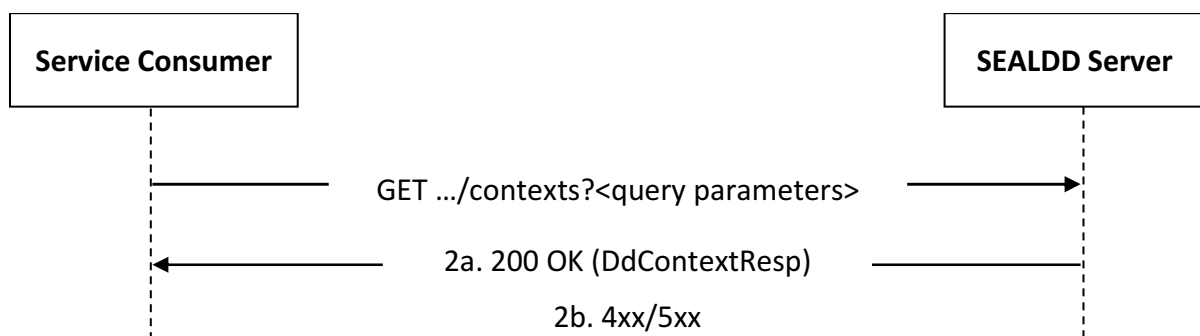 Service Consumer
SEALDD Server
GET …/contexts?<query parameters>
2a. 200 OK (DdContextResp)
2b. 4xx/5xx